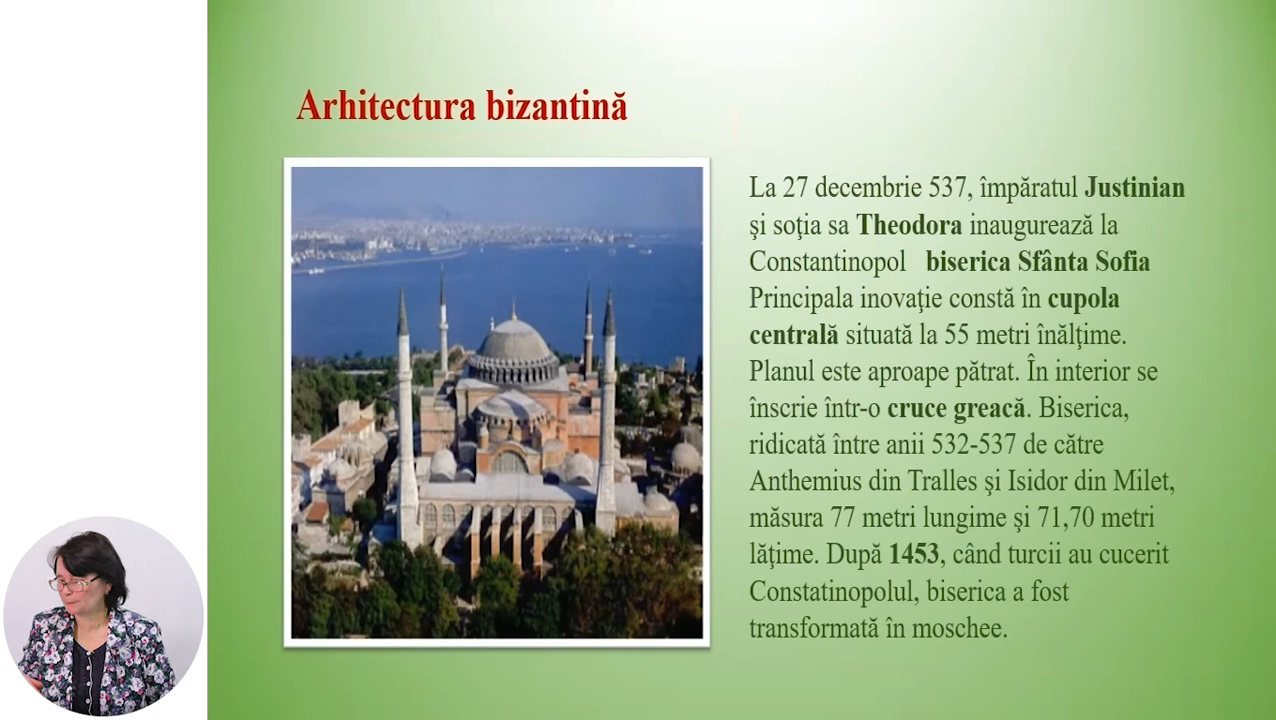 Arhitectura bizantină
La 27 decembrie 537, împăratul Justinian
şi soţia sa Theodora inaugurează la
Constantinopol biserica Sfânta Sofia
Principala inovaţie constă în cupola
centrală situată la 55 metri înălţime.
Planul este aproape pătrat. În interior se
înscrie într-o cruce greacă. Biserica,
ridicată între anii 532-537 de către
Anthemius din Tralles şi Isidor din Milet,
măsura 77 metri lungime şi 71,70 metri
lăţime. După 1453, când turcii au cucerit
Constatinopolul, biserica a fost
transformată în moschee.